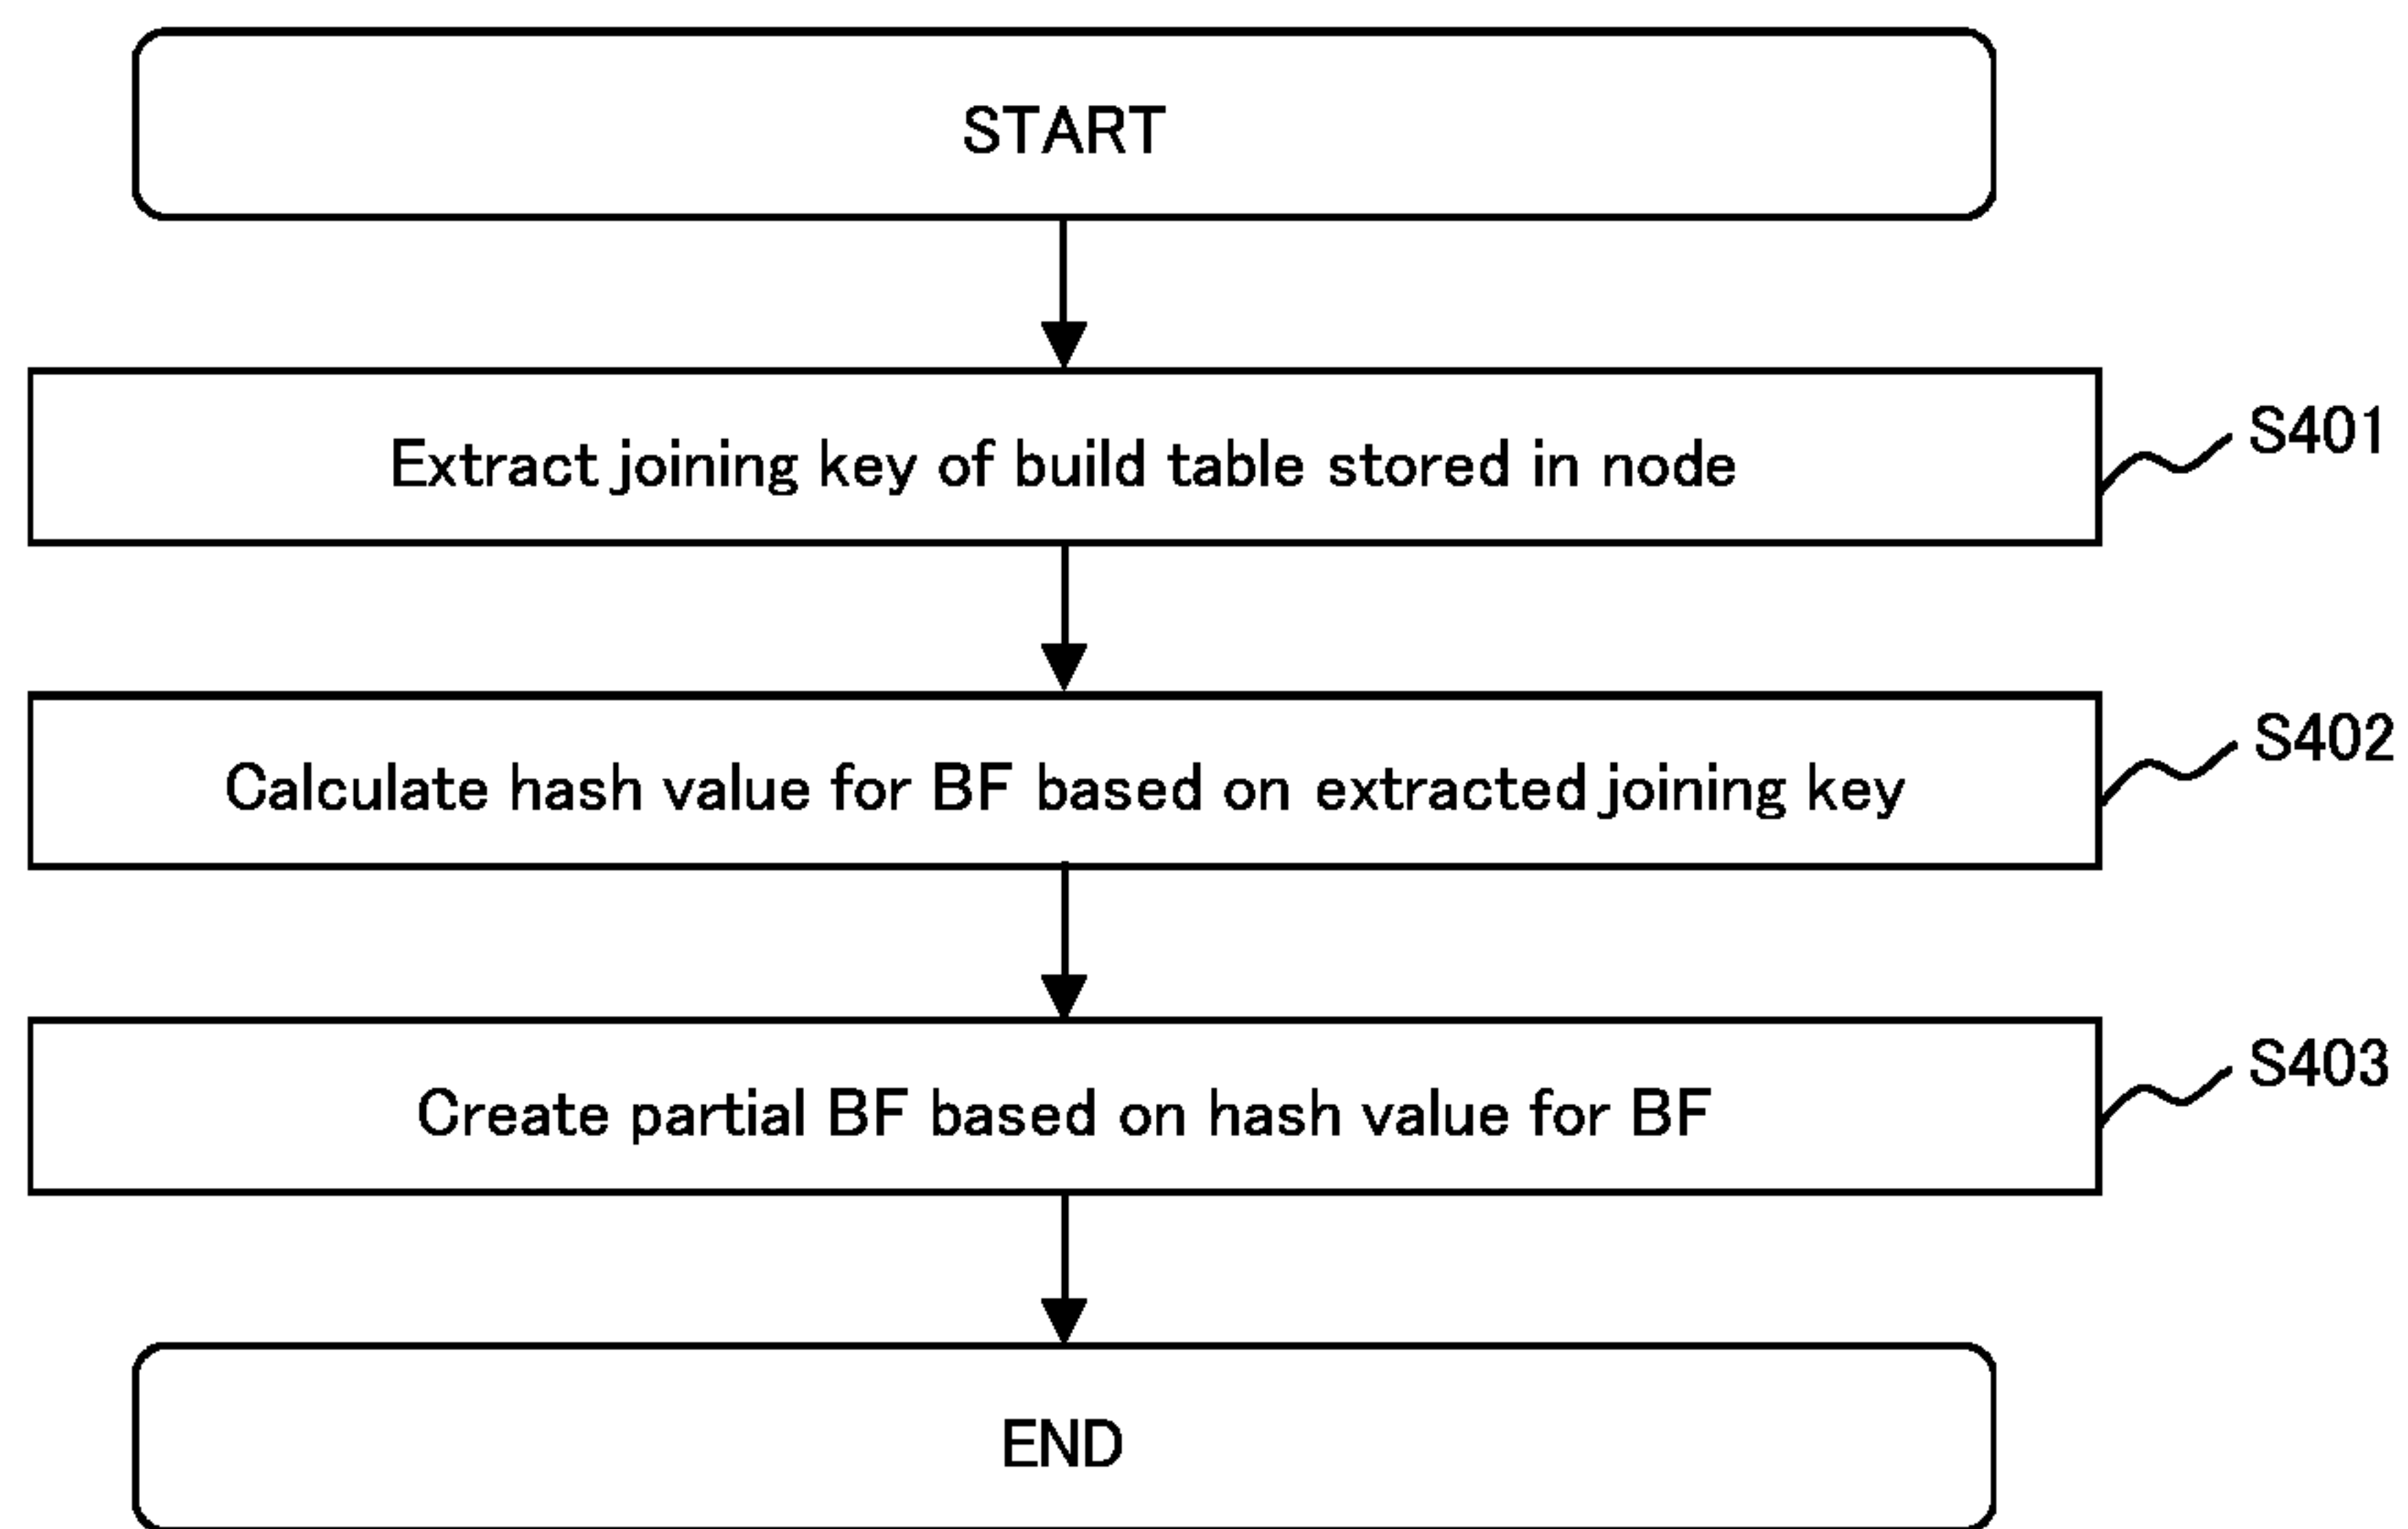 START
Extract joining key of build table stored in node
S401
Calculate hash value for BF based on extracted joining key
S402
Create partial BF based on hash value for BF
S403
END